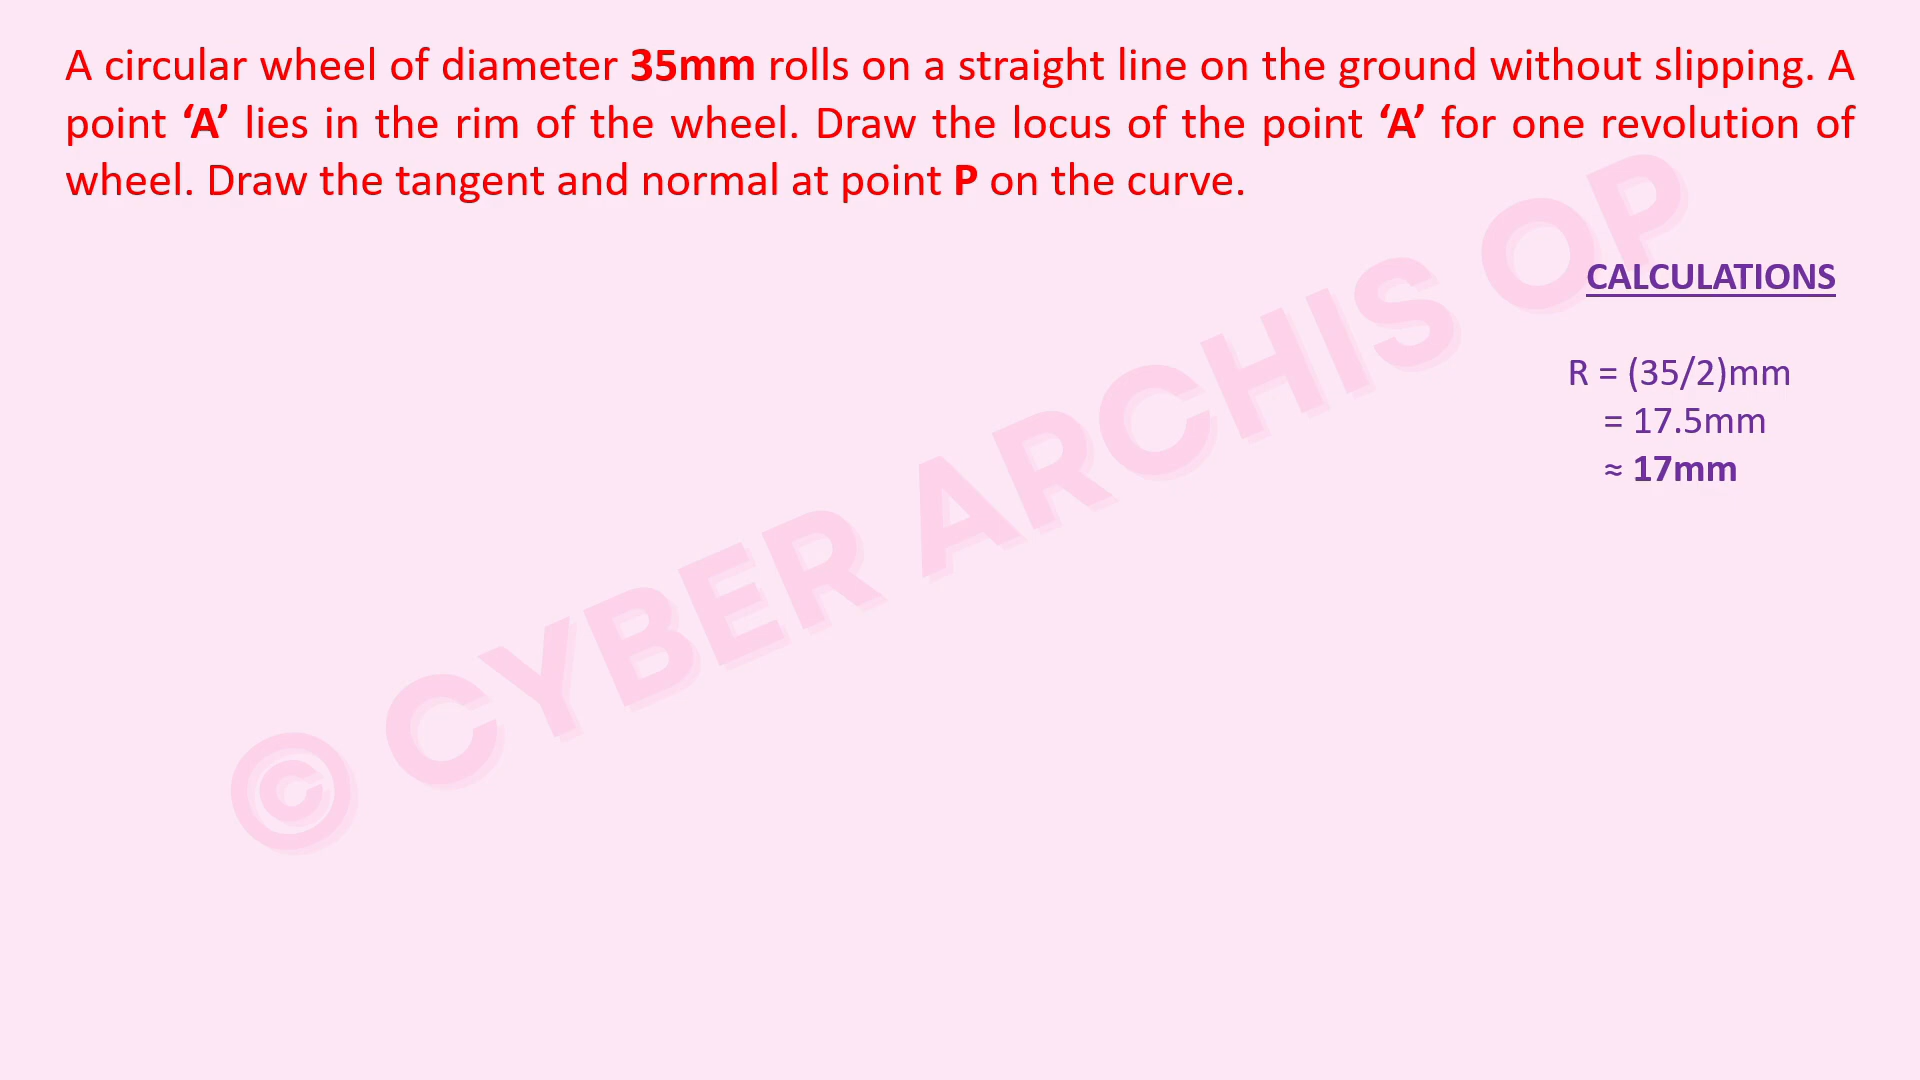 A circular wheel of diameter 35mm rolls on a straight line on the ground without slipping. A
point ‘A’ lies in the rim of the wheel. Draw the locus of the point ‘A’ for one revolution of
wheel. Draw the tangent and normal at point P on the curve.
CALCULATIONS
R = (35/2)mm
= 17.5mm
≈ 17mm
© CYBER ARCHIS OP